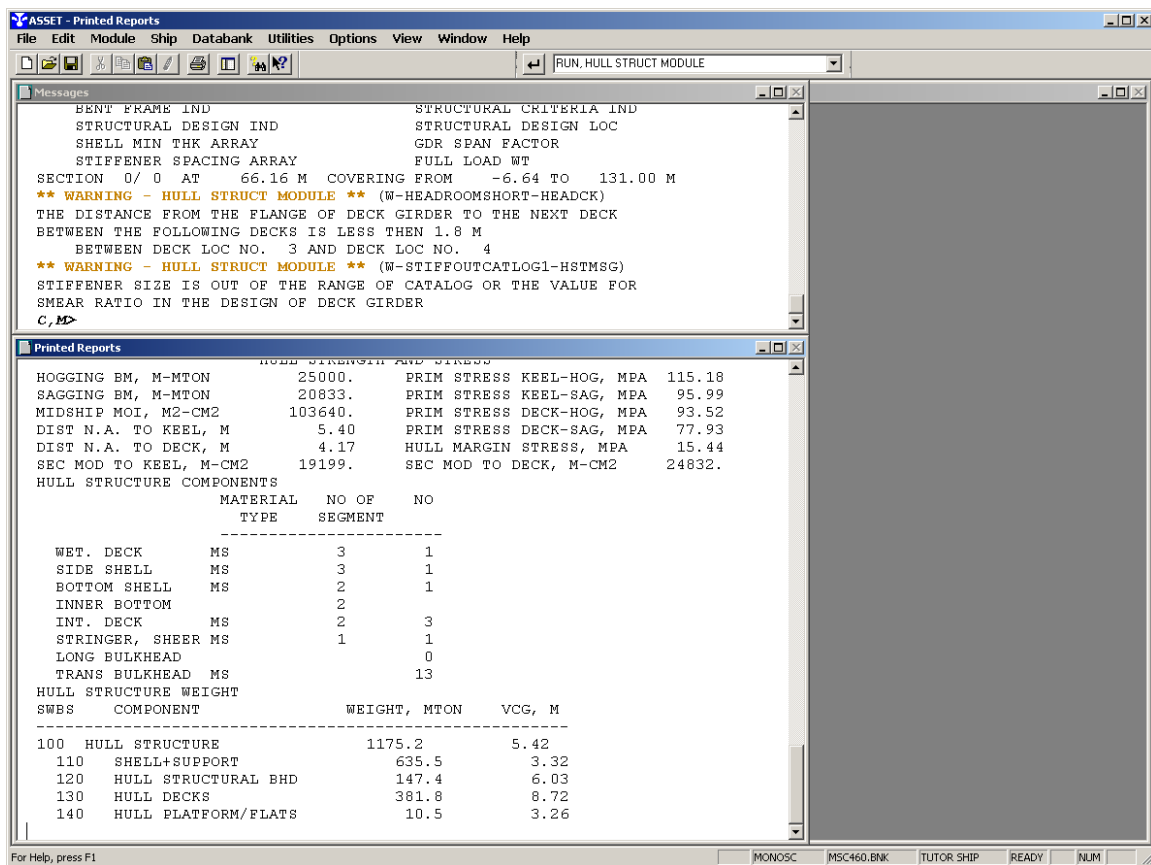 ASSET - Printed Reports
File Edit Module Ship Databank Utilities Options View Window Help
RUN, HULL STRUCT MODULE
Messages
BENT FRAME IND STRUCTURAL CRITERIA IND
STRUCTURAL DESIGN IND STRUCTURAL DESIGN LOC
SHELL MIN THK ARRAY GDR SPAN FACTOR
STIFFENER SPACING ARRAY FULL LOAD WT
SECTION 0/ 0 AT 66.16 M COVERING FROM -6.64 TO 131.00 M
** WARNING - HULL STRUCT MODULE ** (W-HEADROOMSHORT-HEADCK)
THE DISTANCE FROM THE FLANGE OF DECK GIRDER TO THE NEXT DECK
BETWEEN THE FOLLOWING DECKS IS LESS THEN 1.8 M
BETWEEN DECK LOC NO. 3 AND DECK LOC NO. 4
** WARNING - HULL STRUCT MODULE ** (W-STIFFOUTCATLOG1-HSTMSG)
STIFFENER SIZE IS OUT OF THE RANGE OF CATALOG OR THE VALUE FOR
SMEAR RATIO IN THE DESIGN OF DECK GIRDER
C,M>
Printed Reports
HULL STRENGTH AND STRESS
HOGGING BM, M-MTON 25000. PRIM STRESS KEEL-HOG, MPA 115.18
SAGGING BM, M-MTON 20833. PRIM STRESS KEEL-SAG, MPA 95.99
MIDSHIP MOI, M2-CM2 103640. PRIM STRESS DECK-HOG, MPA 93.52
DIST N.A. TO KEEL, M 5.40 PRIM STRESS DECK-SAG, MPA 77.93
DIST N.A. TO DECK, M 4.17 HULL MARGIN STRESS, MPA 15.44
SEC MOD TO KEEL, M-CM2 19199. SEC MOD TO DECK, M-CM2 24832.
HULL STRUCTURE COMPONENTS
MATERIAL NO OF NO
TYPE SEGMENT
------------------------
WET. DECK MS 3 1
SIDE SHELL MS 3 1
BOTTOM SHELL MS 2 1
INNER BOTTOM 2
INT. DECK MS 2 3
STRINGER, SHEER MS 1 1
LONG BULKHEAD 0
TRANS BULKHEAD MS 13
HULL STRUCTURE WEIGHT
SWBS COMPONENT WEIGHT, MTON VCG, M
----------------------------------------------------------
100 HULL STRUCTURE 1175.2 5.42
110 SHELL+SUPPORT 635.5 3.32
120 HULL STRUCTURAL BHD 147.4 6.03
130 HULL DECKS 381.8 8.72
140 HULL PLATFORM/FLATS 10.5 3.26
For Help, press F1 MONOSC MSC460.BNK TUTOR SHIP READY NUM